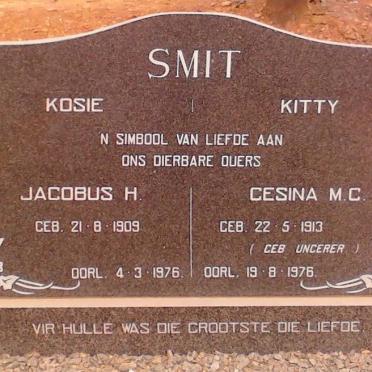 SMIT
KOSIE KITTY
'N SIMBOOL VAN LIEFDE AAN
ONS DIERBARE OUERS
JACOBUS H. CESINA M.C.
GEB. 21·8·1909 GEB. 22·5·1913
( GEB UNGERER )
OORL. 4·3·1976. OORL. 19·8·1976.
VIR HULLE WAS DIE GROOTSTE DIE LIEFDE